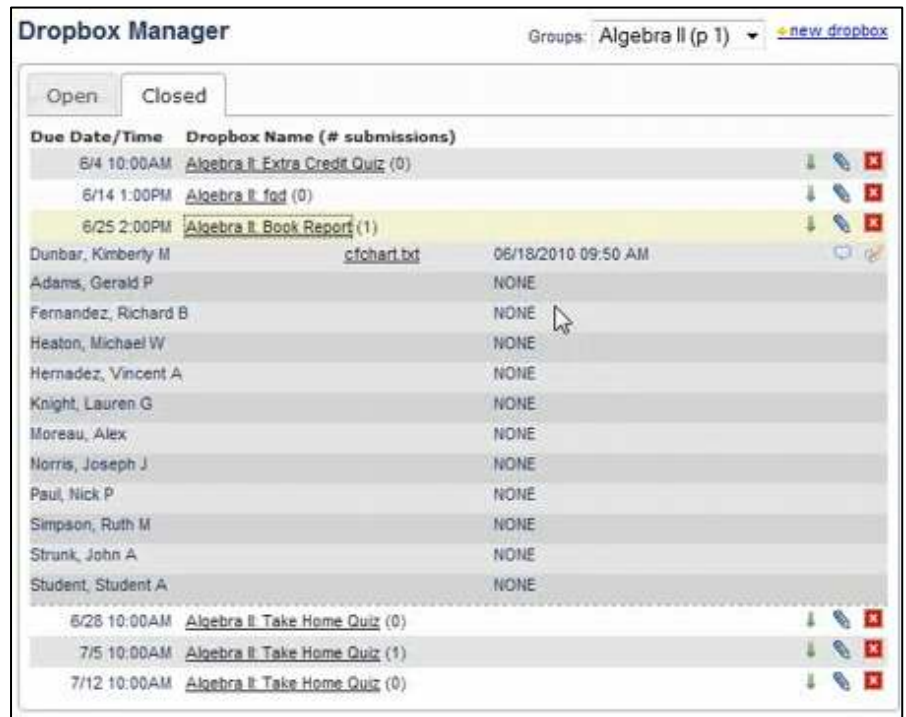 Dropbox Manager Groups: Algebra II (p 1) new dropbox
Open Closed
Due Date/Time Dropbox Name (# submissions)
6/4 10:00AM Algebra II: Extra Credit Quiz (0)
6/14 1:00PM Algebra II: fgd (0)
6/25 2:00PM Algebra II: Book Report (1)
Dunbar, Kimberly M cfchart.txt 06/18/2010 09:50 AM
Adams, Gerald P NONE
Fernandez, Richard B NONE
Heaton, Michael W NONE
Hernadez, Vincent A NONE
Knight, Lauren G NONE
Moreau, Alex NONE
Norris, Joseph J NONE
Paul, Nick P NONE
Simpson, Ruth M NONE
Strunk, John A NONE
Student, Student A NONE
6/28 10:00AM Algebra II: Take Home Quiz (0)
7/5 10:00AM Algebra II: Take Home Quiz (1)
7/12 10:00AM Algebra II: Take Home Quiz (0)